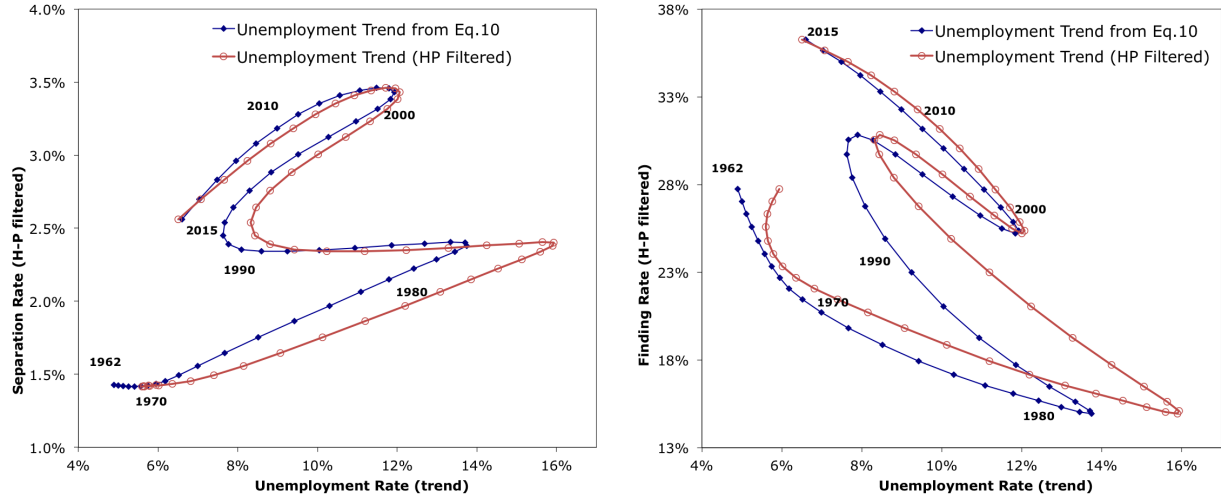 4.0%
3.5%
3.0%
2.5%
2.0%
1.5%
1.0%
Separation Rate (H-P filtered)
Unemployment Trend from Eq.10
Unemployment Trend (HP Filtered)
2010
2000
2015
1990
1980
1962
1970
4% 6% 8% 10% 12% 14% 16%
Unemployment Rate (trend)
38%
33%
28%
23%
18%
13%
Finding Rate (H–P filtered)
2015
Unemployment Trend from Eq.10
Unemployment Trend (HP Filtered)
2010
1962
2000
1990
1970
1980
4% 6% 8% 10% 12% 14% 16%
Unemployment Rate (trend)